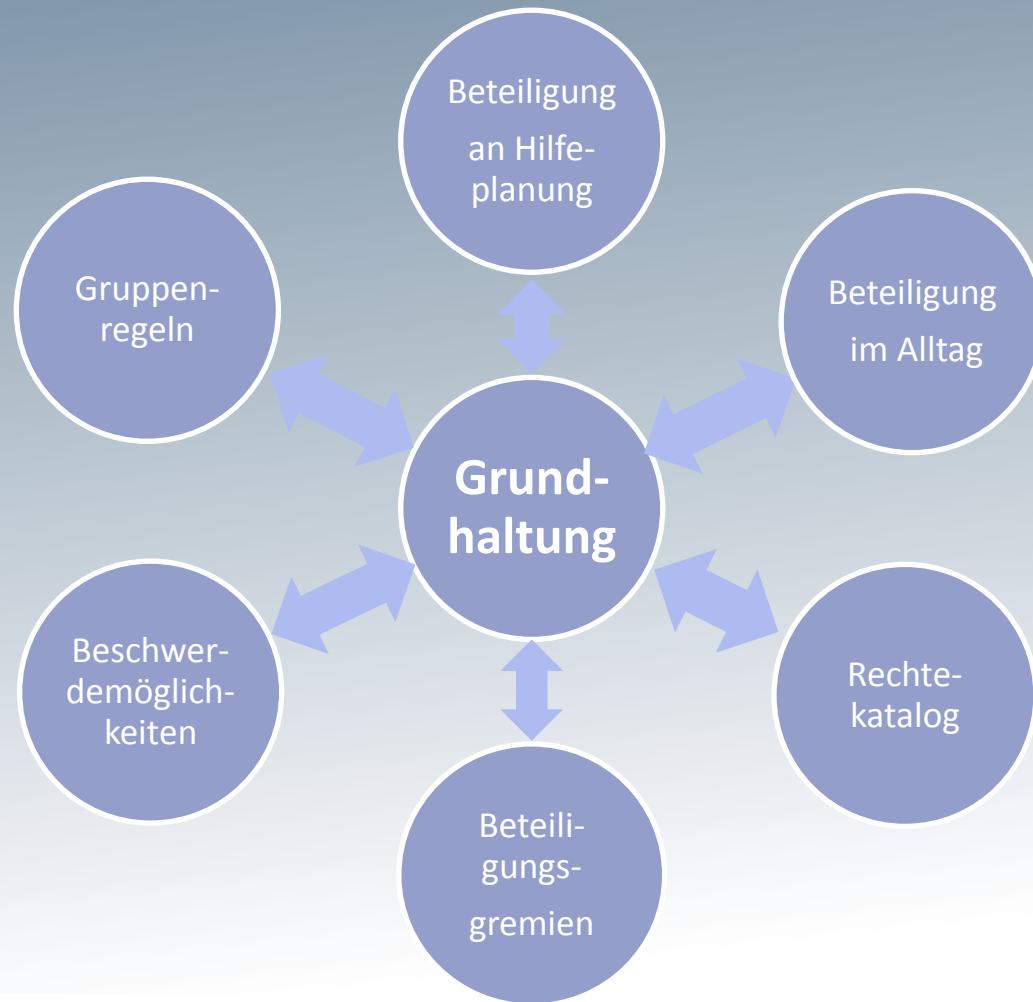 Beteiligung
an Hilfe-
planung
Gruppen-
regeln
Beteiligung
im Alltag
Grund-
haltung
Beschwer-
demöglich-
keiten
Rechte-
katalog
Beteili-
gungs-
gremien